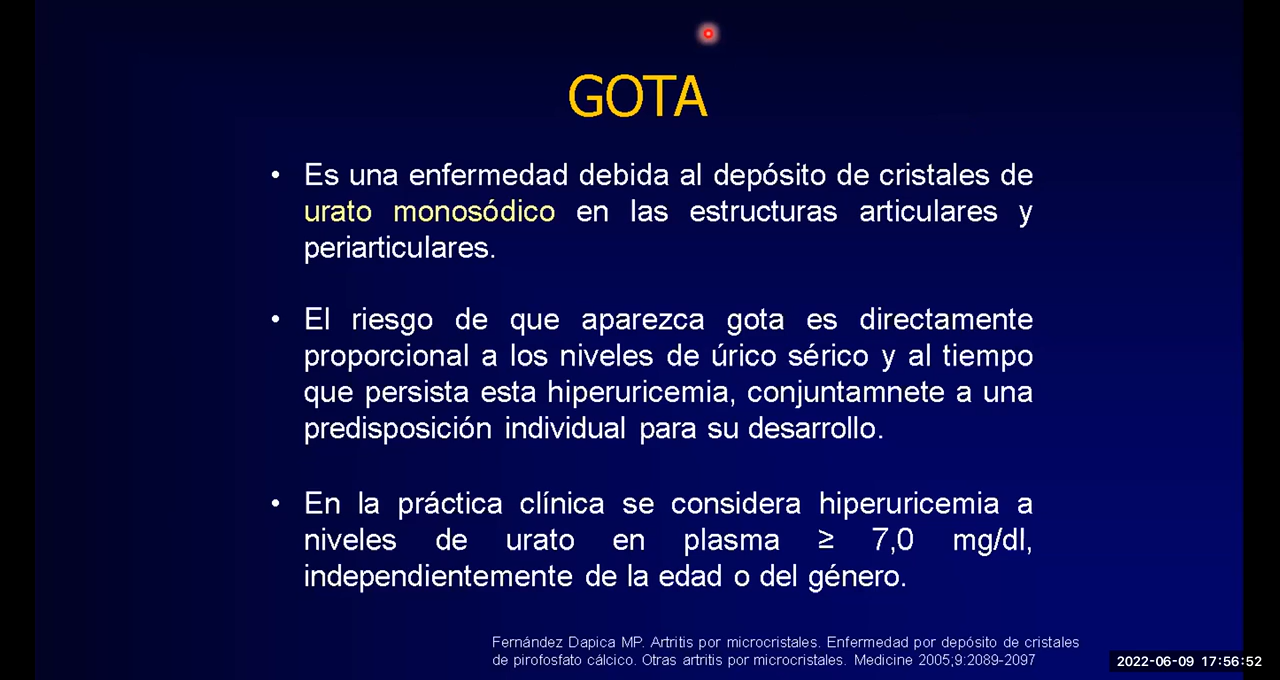 GOTA
• Es una enfermedad debida al depósito de cristales de
urato monosódico en las estructuras articulares y
periarticulares.
• El riesgo de que aparezca gota es directamente
proporcional a los niveles de úrico sérico y al tiempo
que persista esta hiperuricemia, conjuntamnete a una
predisposición individual para su desarrollo.
• En la práctica clínica se considera hiperuricemia a
niveles de urato en plasma ≥ 7,0 mg/dl,
independientemente de la edad o del género.
Fernández Dapica MP. Artritis por microcristales. Enfermedad por depósito de cristales
de pirofosfato cálcico. Otras artritis por microcristales. Medicine 2005;9:2089-2097
2022-06-09 17:56:52